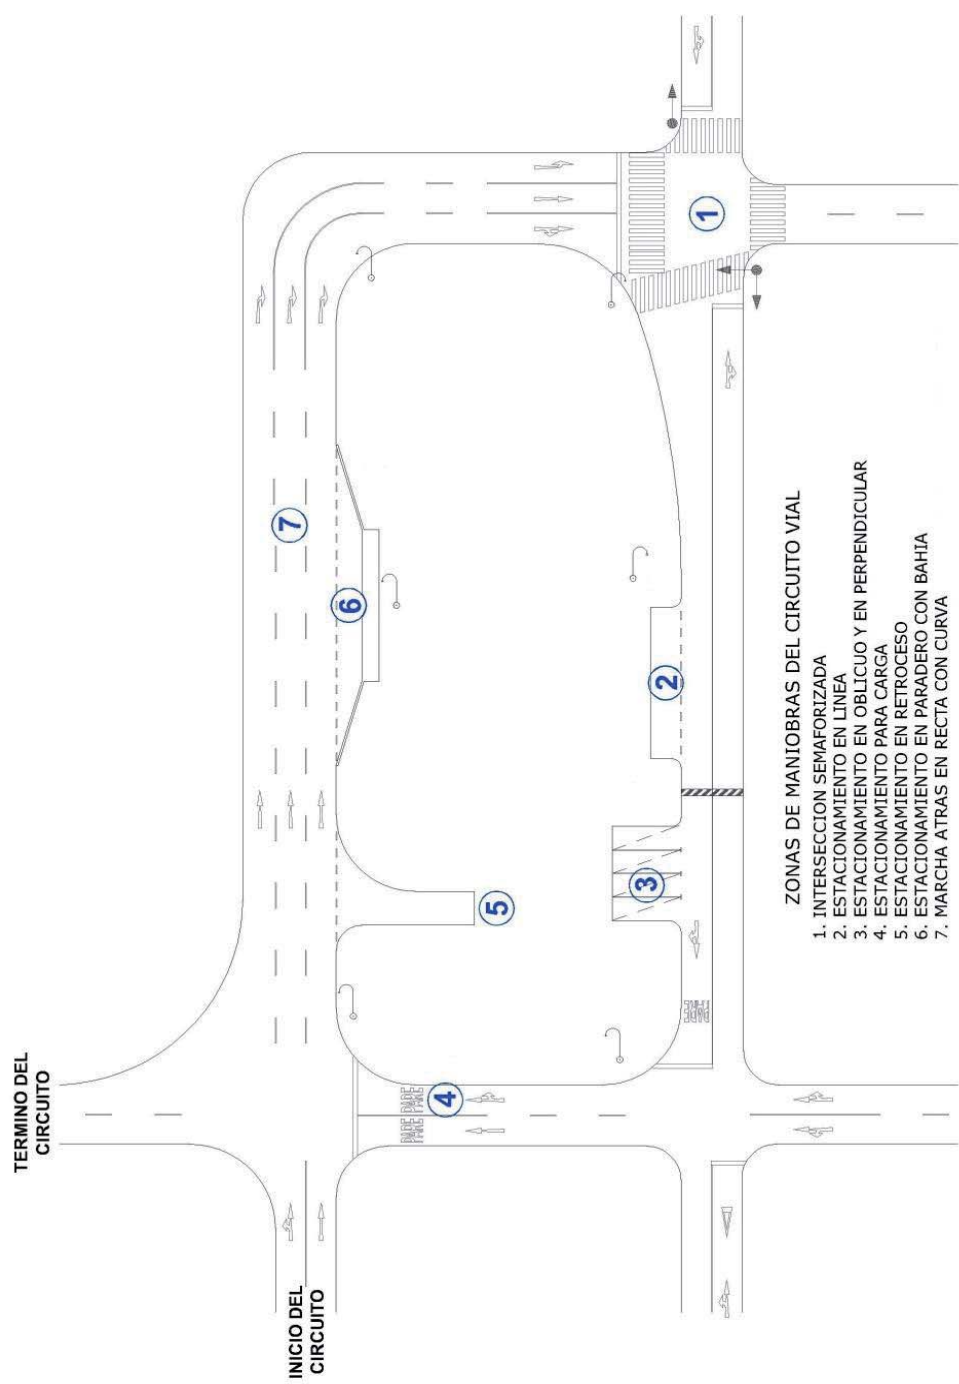 TERMINO DEL
CIRCUITO
INICIO DEL
CIRCUITO
7
6
5
4
PARE PARE
PARE PARE
3
2
1
ZONAS DE MANIOBRAS DEL CIRCUITO VIAL
1. INTERSECCION SEMAFORIZADA
2. ESTACIONAMIENTO EN LINEA
3. ESTACIONAMIENTO EN OBLICUO Y EN PERPENDICULAR
4. ESTACIONAMIENTO PARA CARGA
5. ESTACIONAMIENTO EN RETROCESO
6. ESTACIONAMIENTO EN PARADERO CON BAHIA
7. MARCHA ATRAS EN RECTA CON CURVA